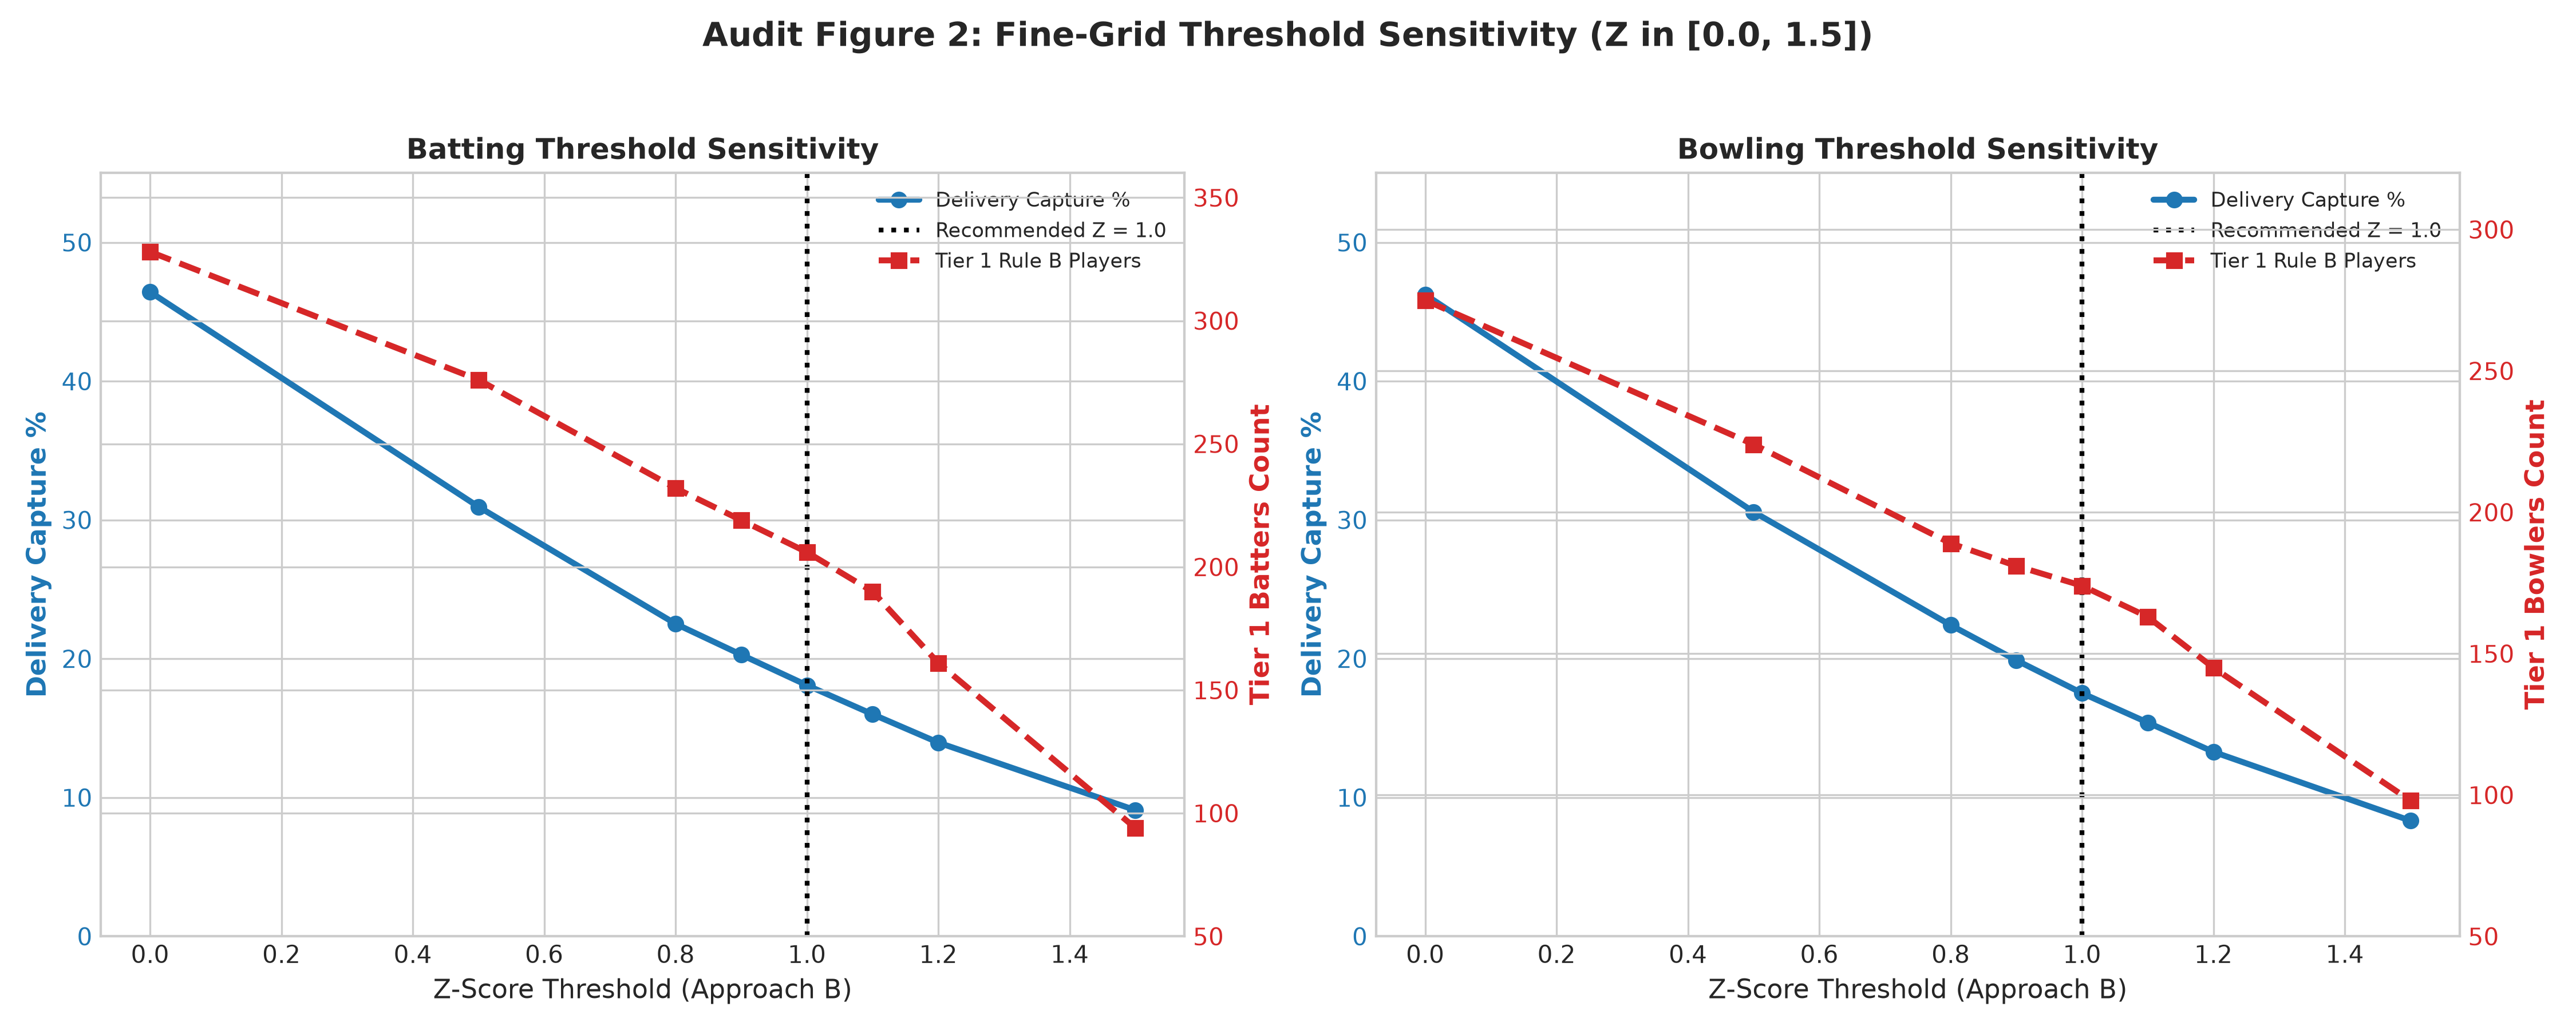 Audit Figure 2: Fine-Grid Threshold Sensitivity (Z in [0.0, 1.5])
Batting Threshold Sensitivity
Delivery Capture %
Recommended Z = 1.0
Tier 1 Rule B Players
50
40
30
20
10
0
Delivery Capture %
350
300
250
200
150
100
50
Tier 1 Batters Count
0.0 0.2 0.4 0.6 0.8 1.0 1.2 1.4
Z-Score Threshold (Approach B)
Bowling Threshold Sensitivity
Delivery Capture %
Recommended Z = 1.0
Tier 1 Rule B Players
50
40
30
20
10
0
Delivery Capture %
300
250
200
150
100
50
Tier 1 Bowlers Count
0.0 0.2 0.4 0.6 0.8 1.0 1.2 1.4
Z-Score Threshold (Approach B)